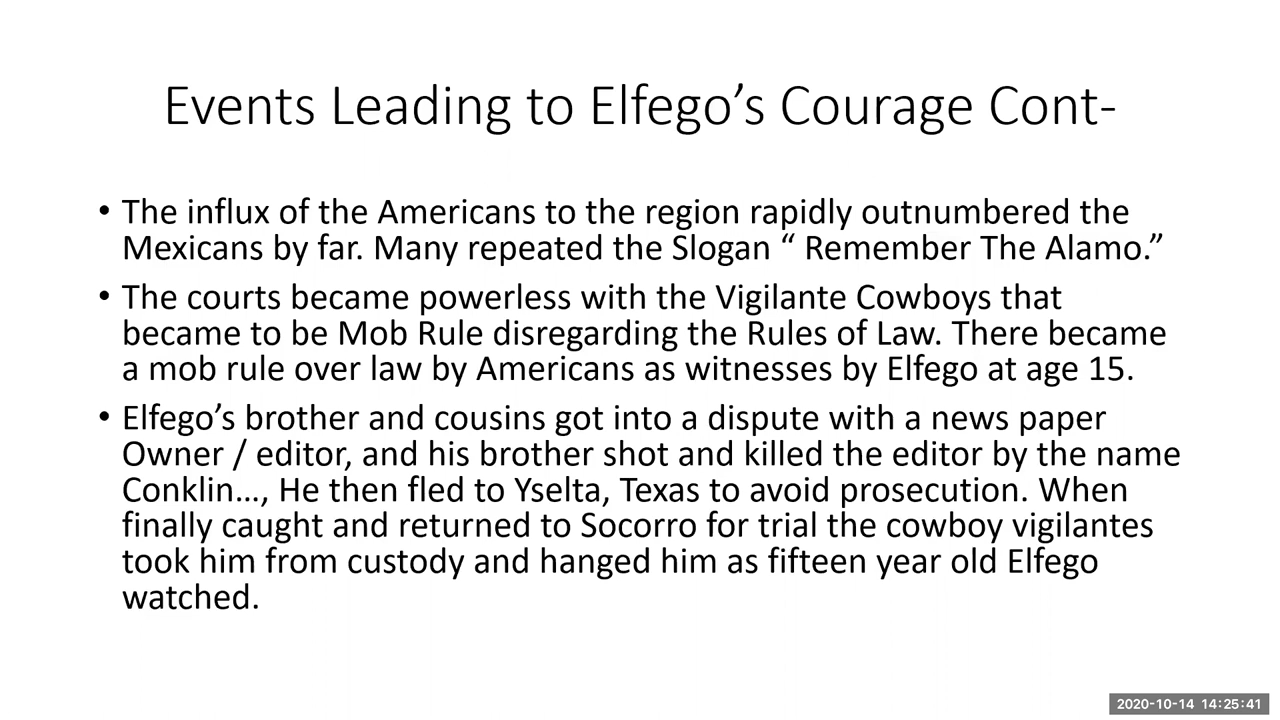 Events Leading to Elfego’s Courage Cont-
• The influx of the Americans to the region rapidly outnumbered the
Mexicans by far. Many repeated the Slogan “ Remember The Alamo.”
• The courts became powerless with the Vigilante Cowboys that
became to be Mob Rule disregarding the Rules of Law. There became
a mob rule over law by Americans as witnesses by Elfego at age 15.
• Elfego’s brother and cousins got into a dispute with a news paper
Owner / editor, and his brother shot and killed the editor by the name
Conklin…, He then fled to Yselta, Texas to avoid prosecution. When
finally caught and returned to Socorro for trial the cowboy vigilantes
took him from custody and hanged him as fifteen year old Elfego
watched.
2020-10-14 14:25:41